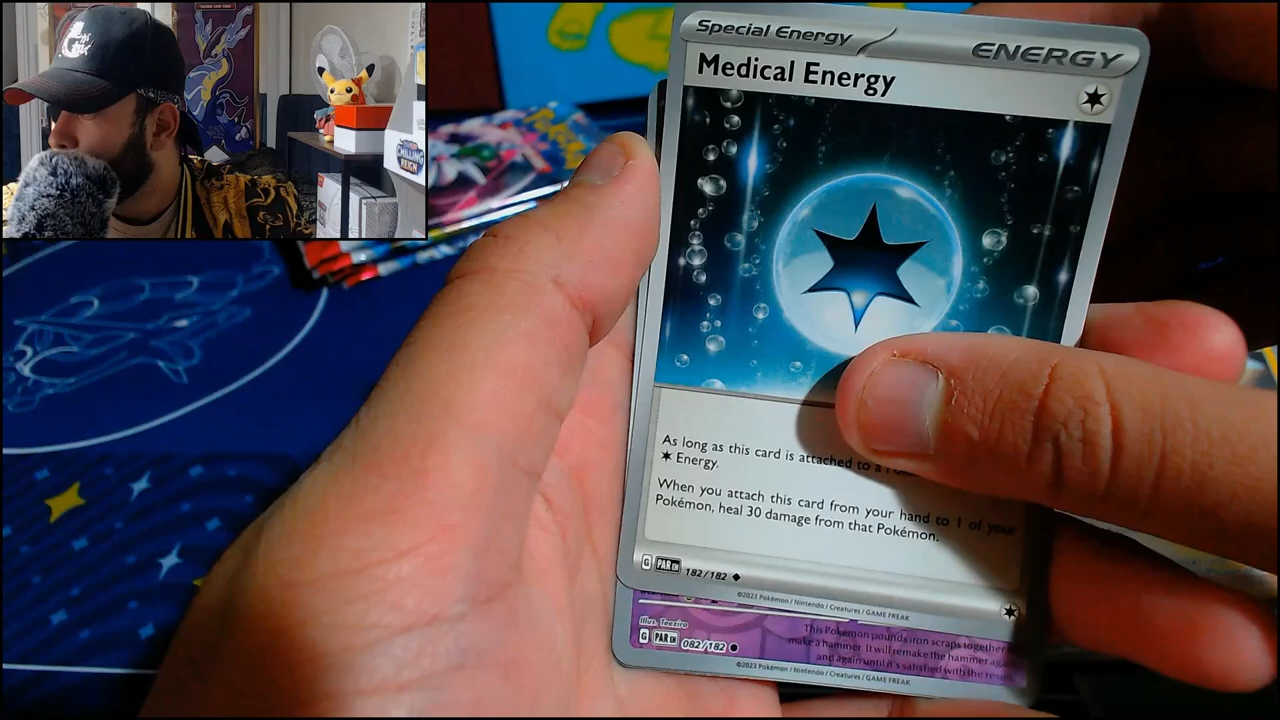 CHILLING
REIGN
Special Energy
ENERGY
Medical Energy
As long as this card is attached to a
Energy.
When you attach this card from your hand to 1 of your
Pokémon, heal 30 damage from that Pokémon.
G PAR EN 182/182
©2023 Pokémon / Nintendo / Creatures / GAME FREAK
Illus. Teeziro
G PAR EN 082/182
This Pokémon pounds iron scraps together
make a hammer. It will remake the hammer
and again until it's satisfied with the
©2023 Pokémon / Nintendo / Creatures / GAME FREAK